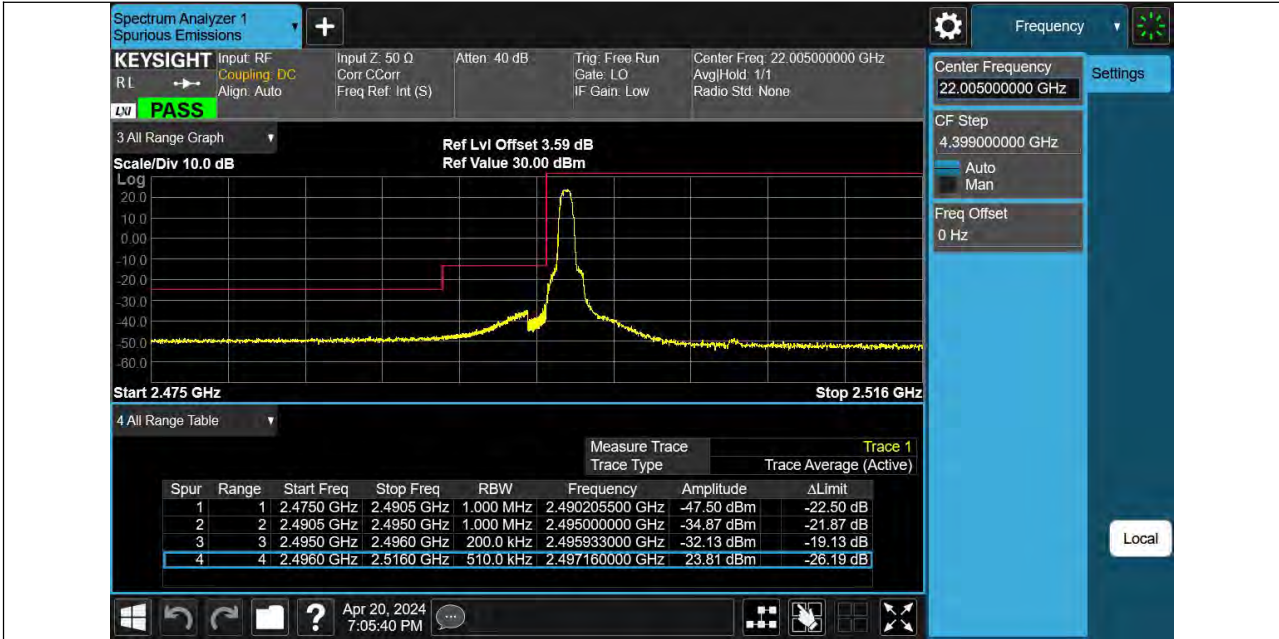 Spectrum Analyzer 1
Spurious Emissions
Frequency
KEYSIGHT
RL
LXI PASS
Input: RF
Coupling: DC
Align: Auto
Input Z: 50 Ω
Corr CCorr
Freq Ref: Int (S)
Atten: 40 dB
Trig: Free Run
Gate: LO
IF Gain: Low
Center Freq: 22.005000000 GHz
Avg|Hold: 1/1
Radio Std: None
Center Frequency
22.005000000 GHz
Settings
CF Step
4.399000000 GHz
Auto
Man
Freq Offset
0 Hz
3 All Range Graph
Scale/Div 10.0 dB
Ref Lvl Offset 3.59 dB
Ref Value 30.00 dBm
Log
20.0
10.0
0.00
-10.0
-20.0
-30.0
-40.0
-50.0
-60.0
Start 2.475 GHz Stop 2.516 GHz
4 All Range Table
Measure Trace Trace 1
Trace Type Trace Average (Active)
Spur Range Start Freq Stop Freq RBW Frequency Amplitude ΔLimit
1 1 2.4750 GHz 2.4905 GHz 1.000 MHz 2.490205500 GHz -47.50 dBm -22.50 dB
2 2 2.4905 GHz 2.4950 GHz 1.000 MHz 2.495000000 GHz -34.87 dBm -21.87 dB
3 3 2.4950 GHz 2.4960 GHz 200.0 kHz 2.495933000 GHz -32.13 dBm -19.13 dB
4 4 2.4960 GHz 2.5160 GHz 510.0 kHz 2.497160000 GHz 23.81 dBm -26.19 dB
Local
?
Apr 20, 2024
7:05:40 PM